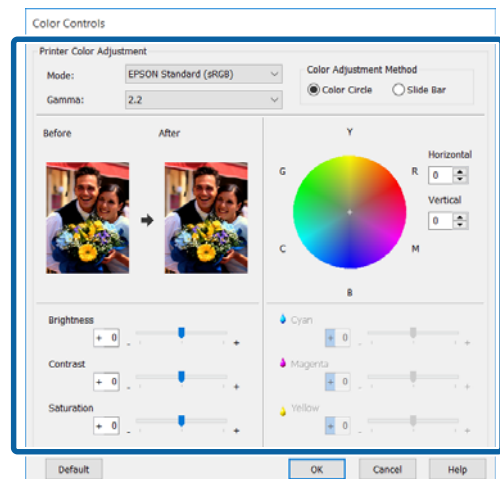 Color Controls
Printer Color Adjustment
Mode: EPSON Standard (sRGB)
Gamma: 2.2
Color Adjustment Method
Color Circle Slide Bar
Before After
Y
G R
C M
B
Horizontal
0
Vertical
0
Brightness
+ 0 - +
Contrast
+ 0 - +
Saturation
+ 0 - +
Cyan
+ 0 - +
Magenta
+ 0 - +
Yellow
+ 0 - +
Default OK Cancel Help